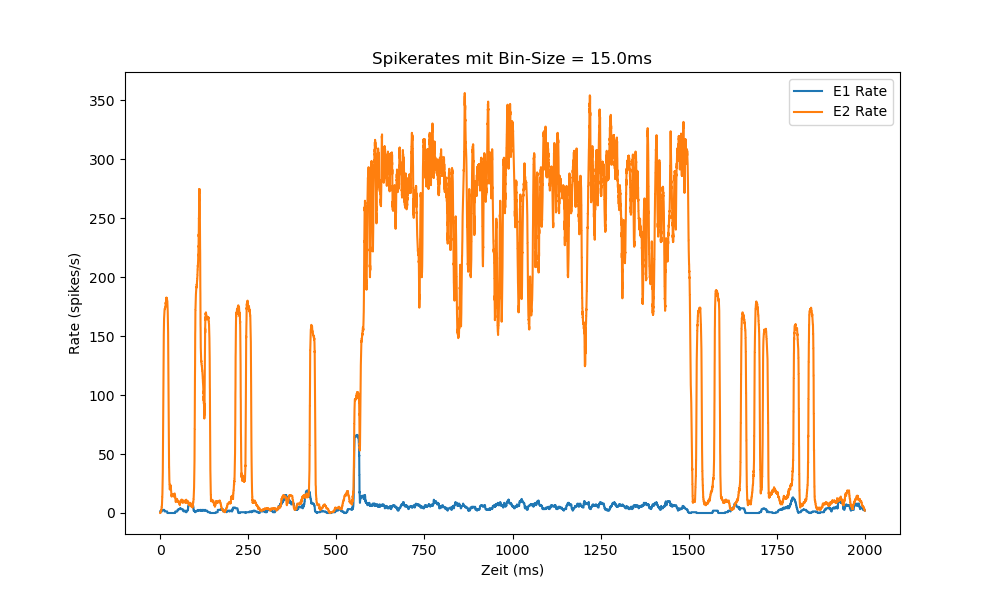 Spikerates mit Bin-Size = 15.0ms
E1 Rate
E2 Rate
Rate (spikes/s)
350
300
250
200
150
100
50
0
0 250 500 750 1000 1250 1500 1750 2000
Zeit (ms)